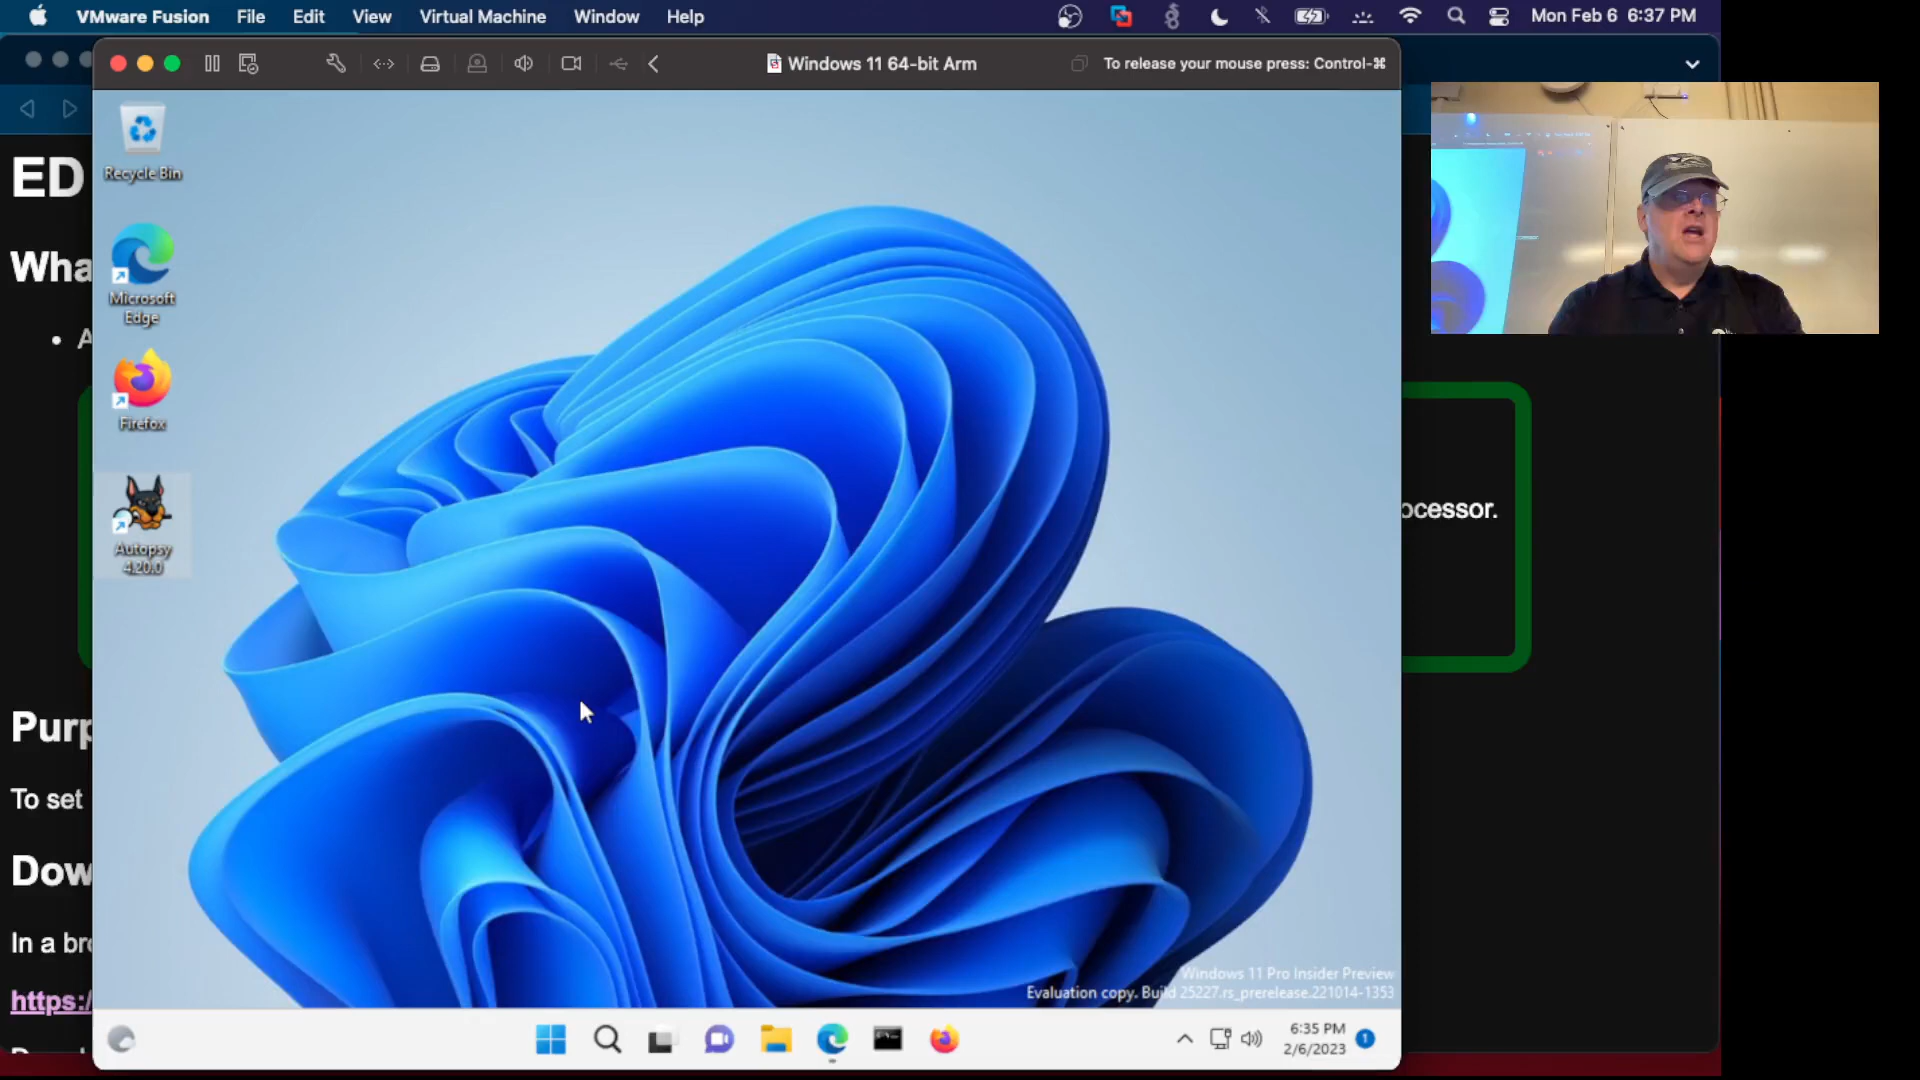 VMware Fusion File Edit View Virtual Machine Window Help Mon Feb 6 6:37 PM
Windows 11 64-bit Arm To release your mouse press: Control-⌘
Recycle Bin
ED
Wha
Microsoft
Edge
• A
Firefox
ocessor.
Autopsy
4.20.0
Purp
To set
Dow
In a bro
Windows 11 Pro Insider Preview
Evaluation copy. Build 25227.rs_prerelease.221014-1353
https:/
6:35 PM
2/6/2023
1